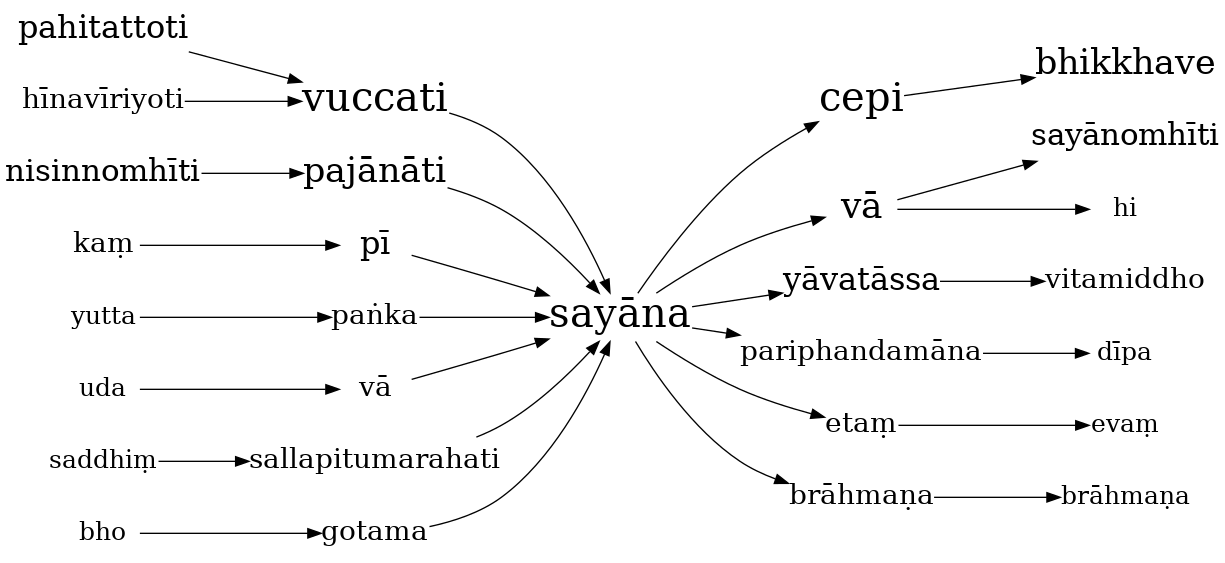 pahitattoti
hīnavīriyoti
vuccati
nisinnomhīti
pajānāti
kaṃ
pī
yutta
paṅka
uda
vā
saddhiṃ
sallapitumarahati
bho
gotama
sayāna
cepi
bhikkhave
vā
sayānomhīti
hi
yāvatāssa
vitamiddho
pariphandamāna
dīpa
etaṃ
evaṃ
brāhmaṇa
brāhmaṇa